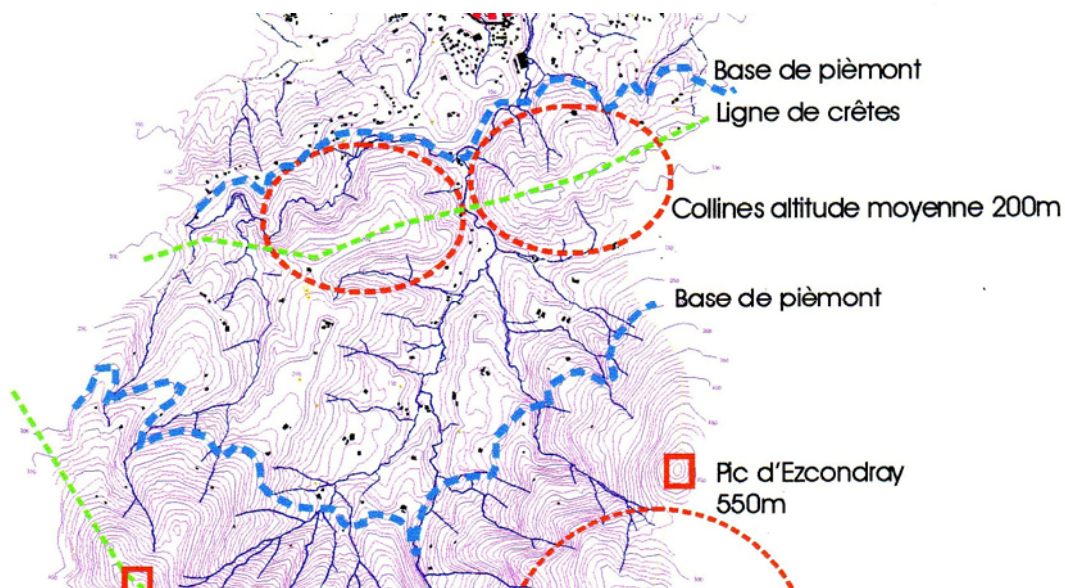 Base de pièmont
Ligne de crêtes
Collines altitude moyenne 200m
Base de pièmont
Pic d'Ezcondray
550m